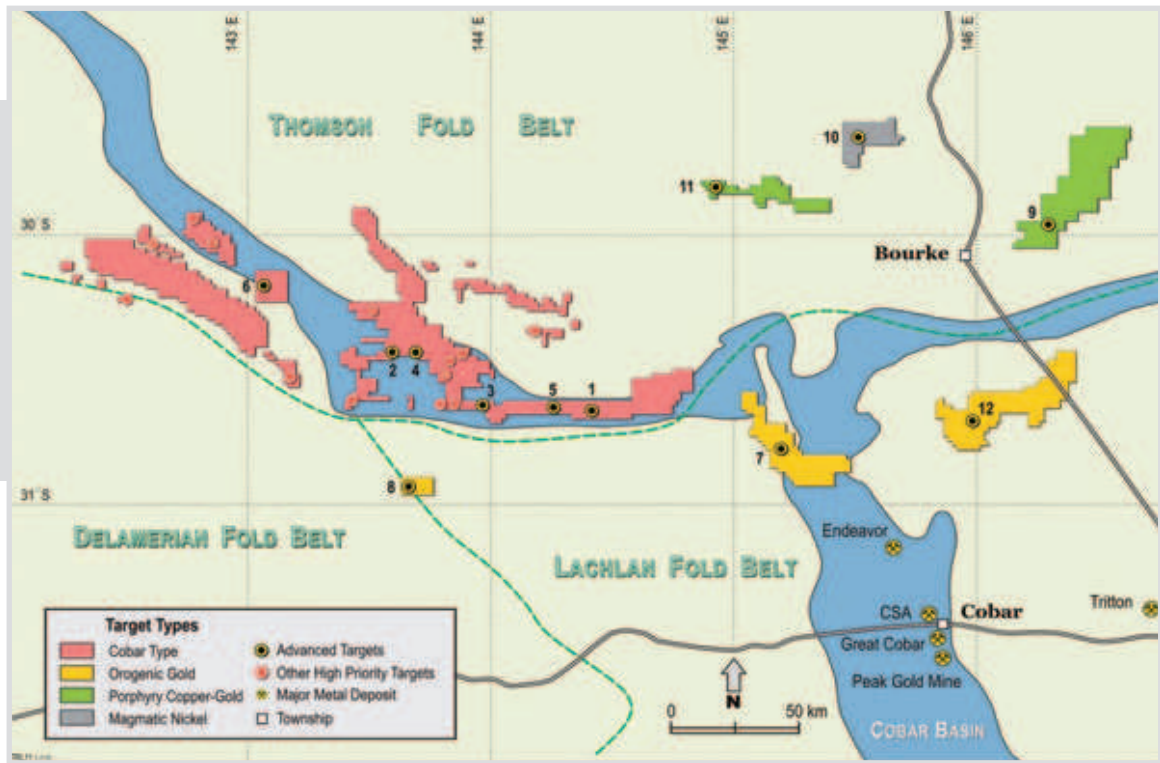 143°E
144°E
145°E
146°E
THOMSON FOLD BELT
10
11
9
30°S
Bourke
6
2
4
3
5
1
12
7
8
31°S
Endeavor
DELAMERIAN FOLD BELT
LACHLAN FOLD BELT
CSA
Cobar
Tritton
Great Cobar
Peak Gold Mine
COBAR BASIN
N
0
50 km
Target Types
Cobar Type
Orogenic Gold
Porphyry Copper-Gold
Magmatic Nickel
Advanced Targets
Other High Priority Targets
Major Metal Deposit
Township